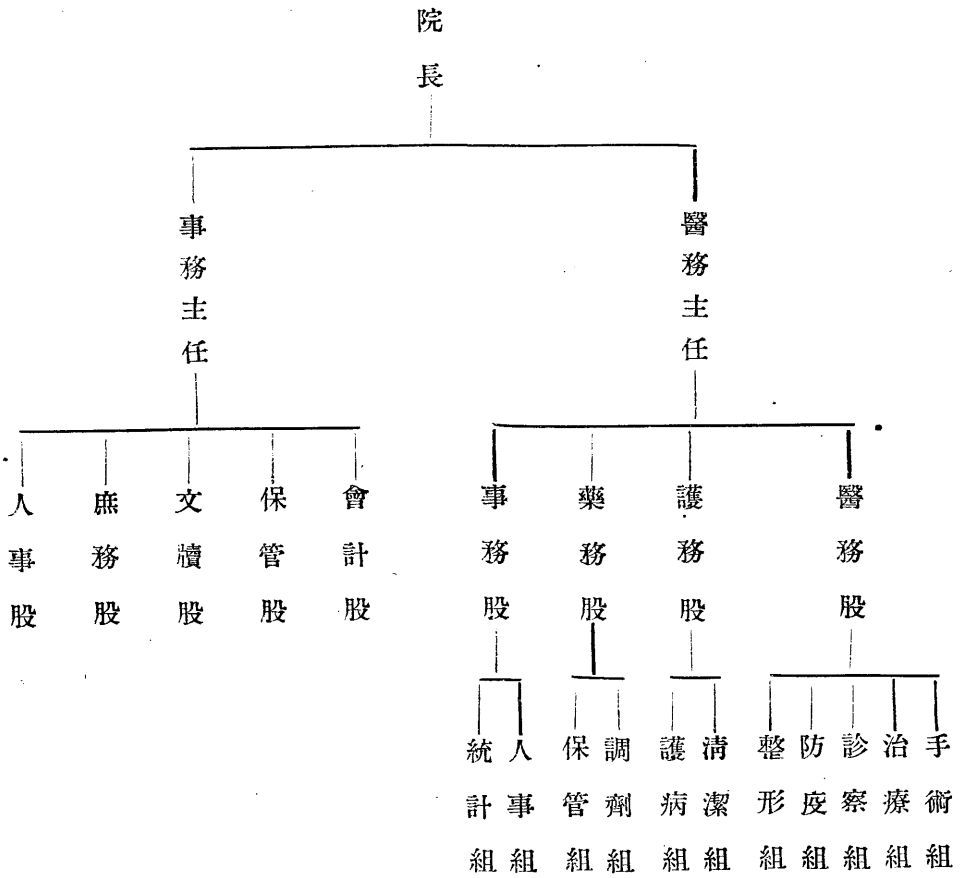 院長
醫務主任
事務主任
醫務股
護務股
藥務股
事務股
會計股
保管股
文牘股
庶務股
人事股
手術組
治療組
診察組
防疫組
整形組
清潔組
護病組
調劑組
保管組
人事組
統計組